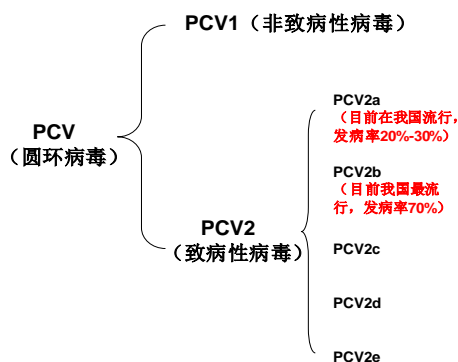 PCV1（非致病性病毒）
PCV
（圆环病毒）
PCV2
（致病性病毒）
PCV2a
（目前在我国流行，
发病率20%-30%）
PCV2b
（目前我国最流
行，发病率70%）
PCV2c
PCV2d
PCV2e